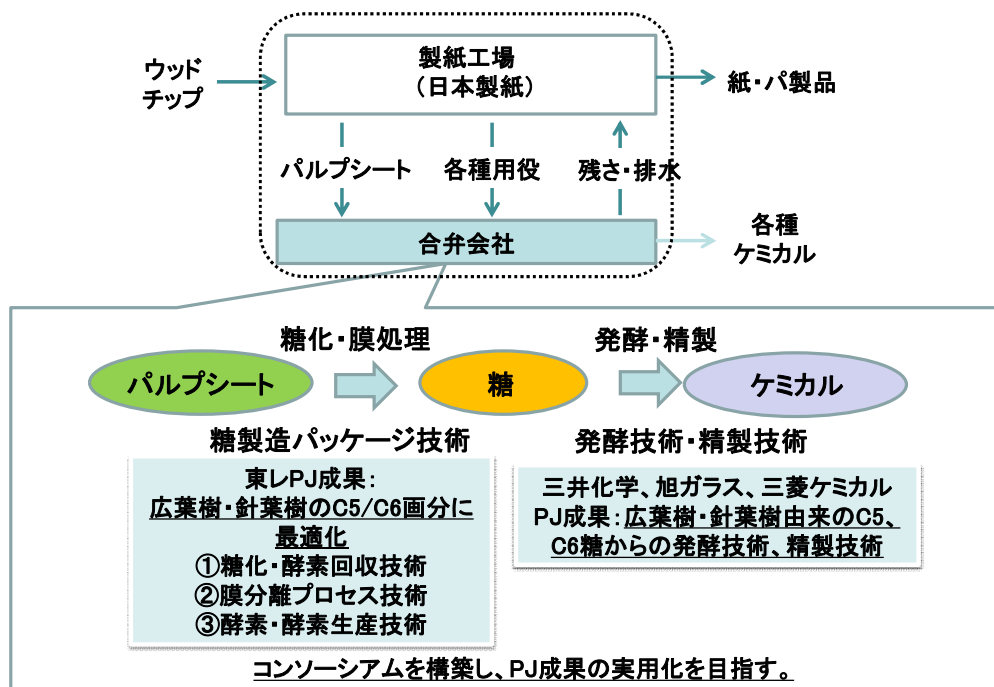 ウッド
チップ
製紙工場
（日本製紙）
紙・パ製品
パルプシート
各種用役
残さ・排水
合弁会社
各種
ケミカル
糖化・膜処理
発酵・精製
パルプシート
糖
ケミカル
糖製造パッケージ技術
発酵技術・精製技術
東レPJ成果：
広葉樹・針葉樹のC5/C6画分に
最適化
①糖化・酵素回収技術
②膜分離プロセス技術
③酵素・酵素生産技術
三井化学、旭ガラス、三菱ケミカル
PJ成果：広葉樹・針葉樹由来のC5、
C6糖からの発酵技術、精製技術
コンソーシアムを構築し、PJ成果の実用化を目指す。